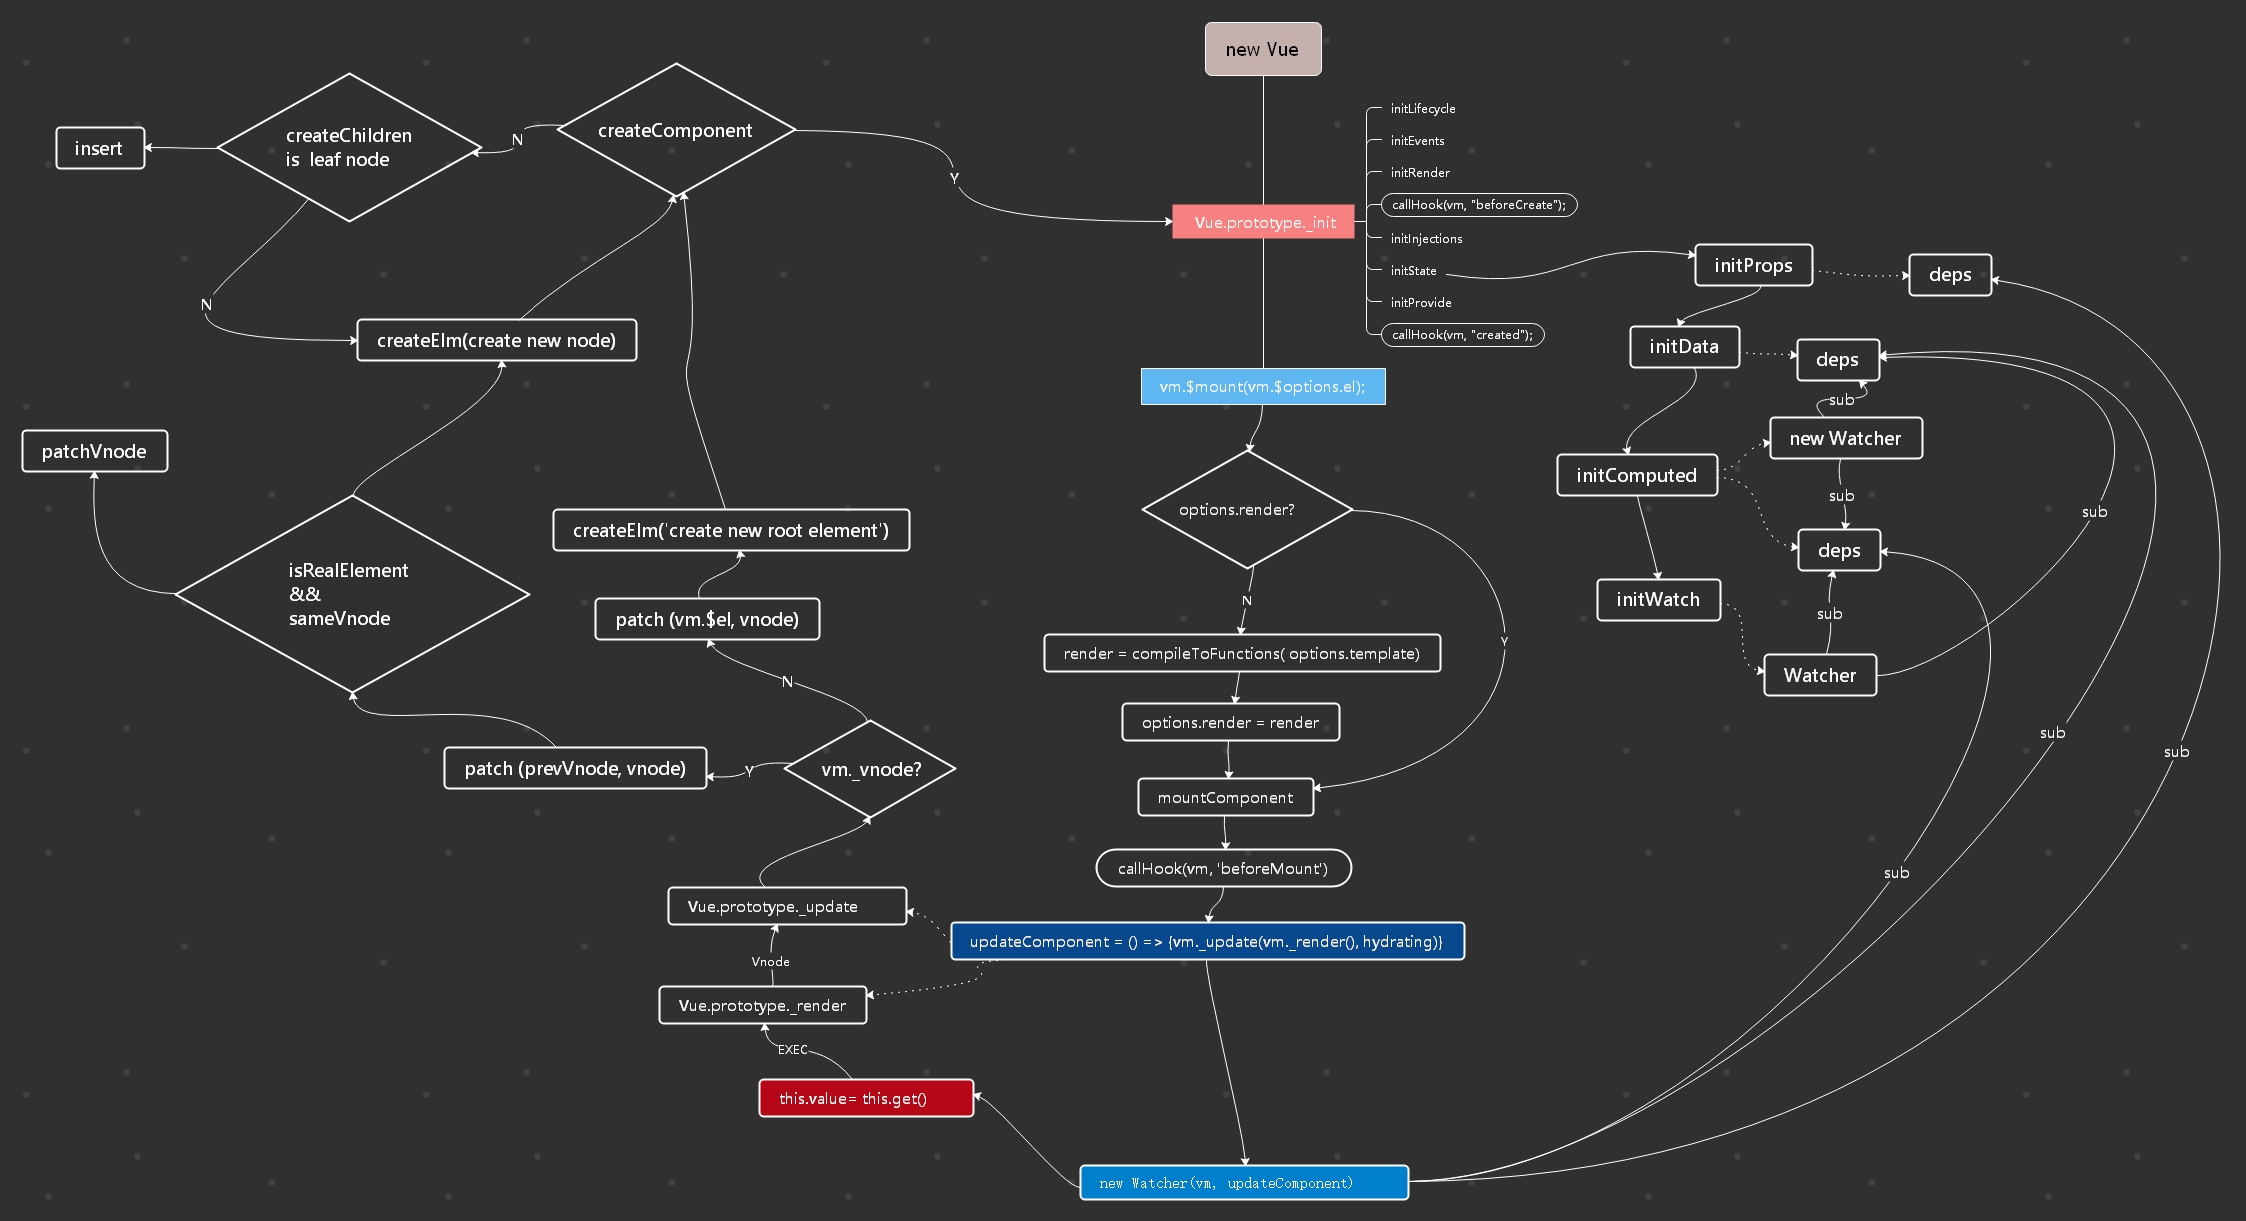 new Vue
initLifecycle
initEvents
initRender
callHook(vm, "beforeCreate");
Vue.prototype._init
initInjections
initState
initProvide
callHook(vm, "created");
createComponent
Y
N
createChildren
is leaf node
insert
N
createElm(create new node)
patchVnode
isRealElement
&&
sameVnode
createElm('create new root element')
patch (vm.$el, vnode)
N
vm._vnode?
Y
patch (prevVnode, vnode)
Vue.prototype._update
Vnode
Vue.prototype._render
EXEC
this.value= this.get()
vm.$mount(vm.$options.el);
options.render?
N
Y
render = compileToFunctions( options.template)
options.render = render
mountComponent
callHook(vm, 'beforeMount')
updateComponent = () => {vm._update(vm._render(), hydrating)}
new Watcher(vm, updateComponent)
initProps
deps
initData
deps
sub
new Watcher
initComputed
sub
sub
deps
initWatch
sub
Watcher
sub
sub
sub